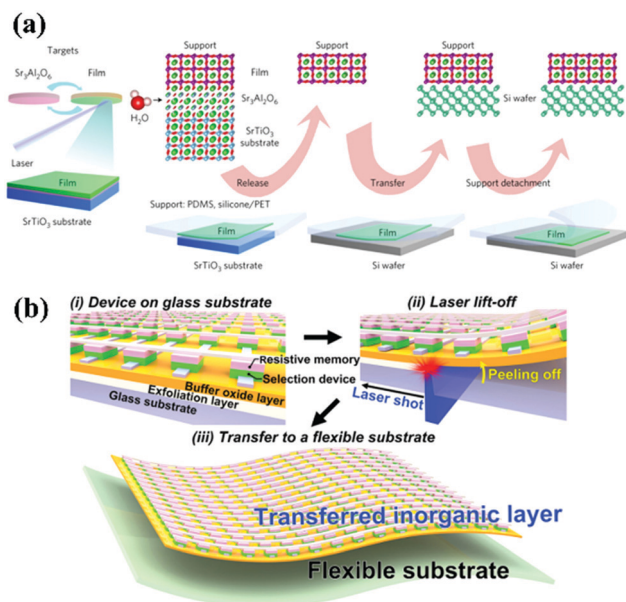 (a)
Targets
Sr3Al2O6
Film
H2O
Laser
Film
SrTiO3 substrate
Support
Film
Sr3Al2O6
SrTiO3
substrate
Support
Support
Si wafer
Support
Release
Transfer
Support detachment
Support: PDMS, silicone/PET
Film
SrTiO3 substrate
Film
Si wafer
Film
Si wafer
(b)
(i) Device on glass substrate
(ii) Laser lift-off
Resistive memory
Selection device
Buffer oxide layer
Exfoliation layer
Glass substrate
Peeling off
Laser shot
(iii) Transfer to a flexible substrate
Transferred inorganic layer
Flexible substrate